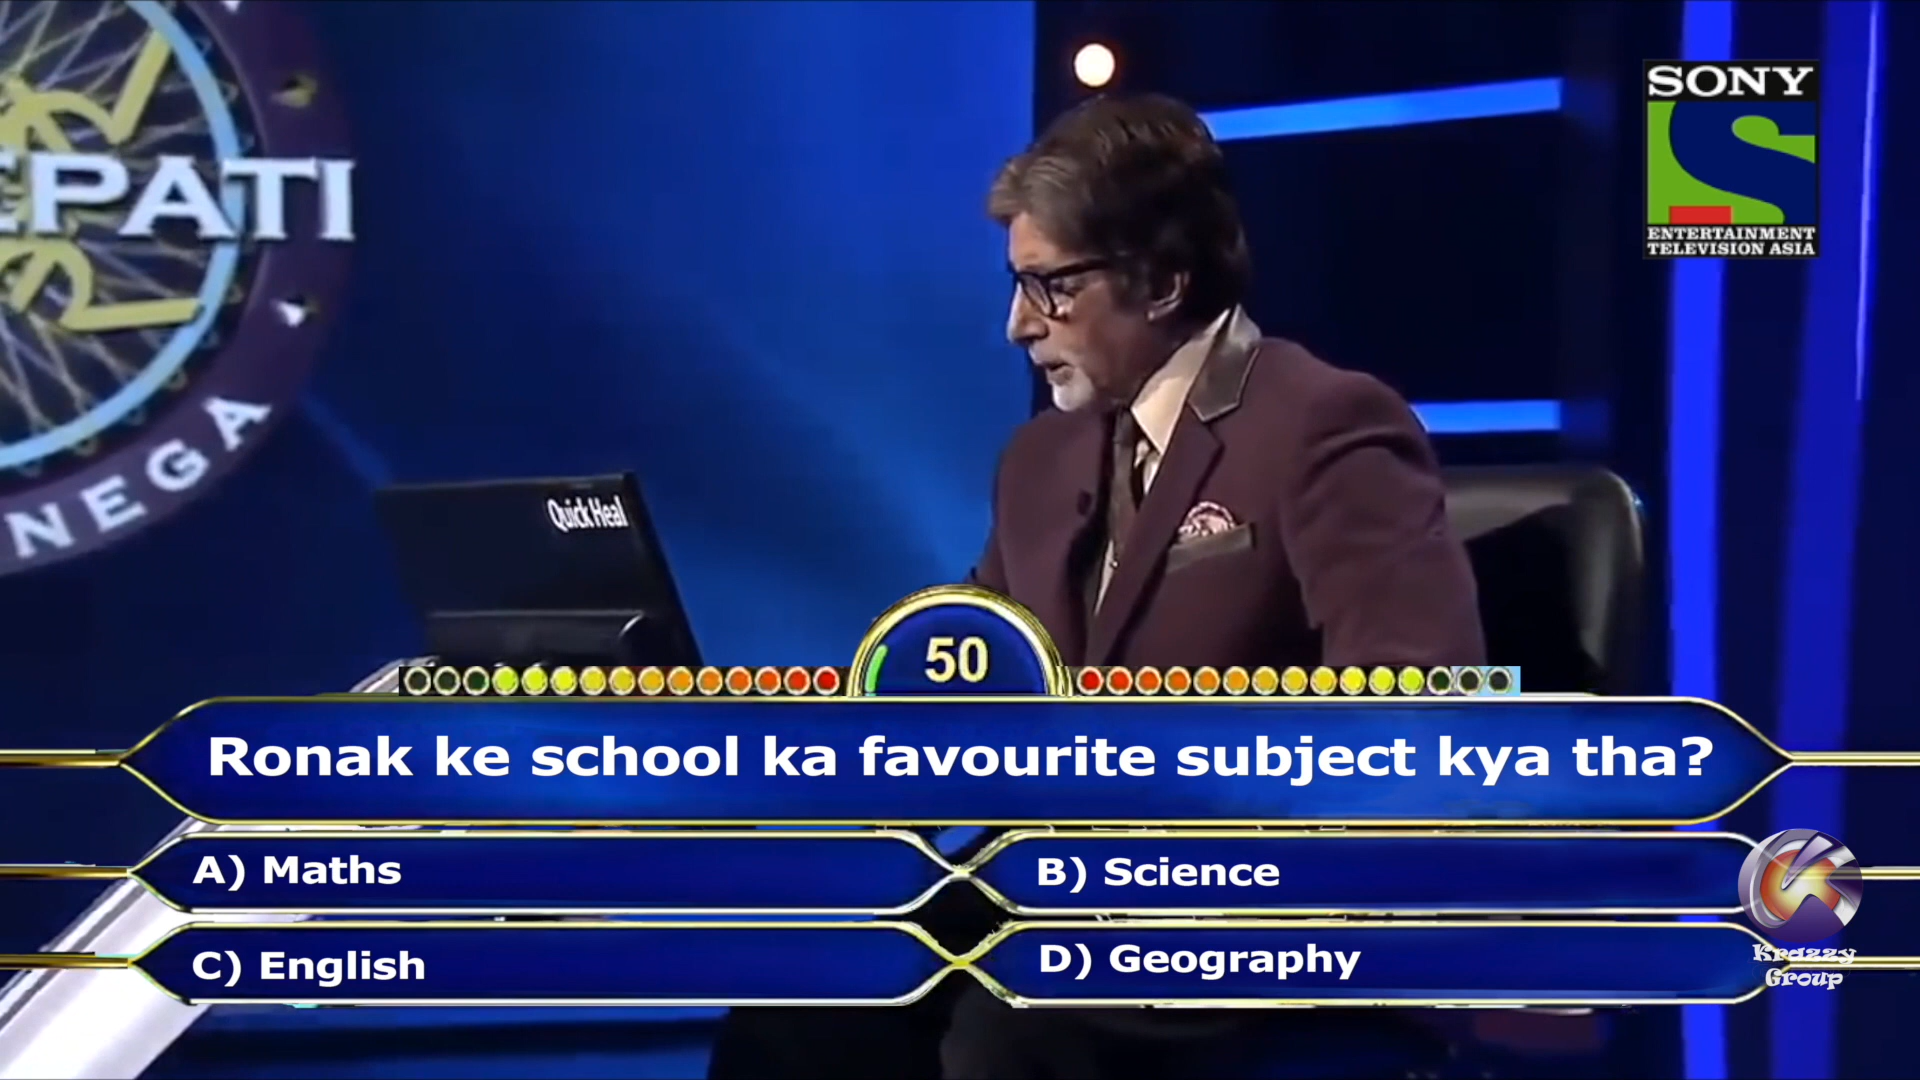 SONY
ENTERTAINMENT
TELEVISION ASIA
EPATI
NEGA
Quick Heal
50
Ronak ke school ka favourite subject kya tha?
A) Maths
B) Science
C) English
D) Geography
Krazzy
Group